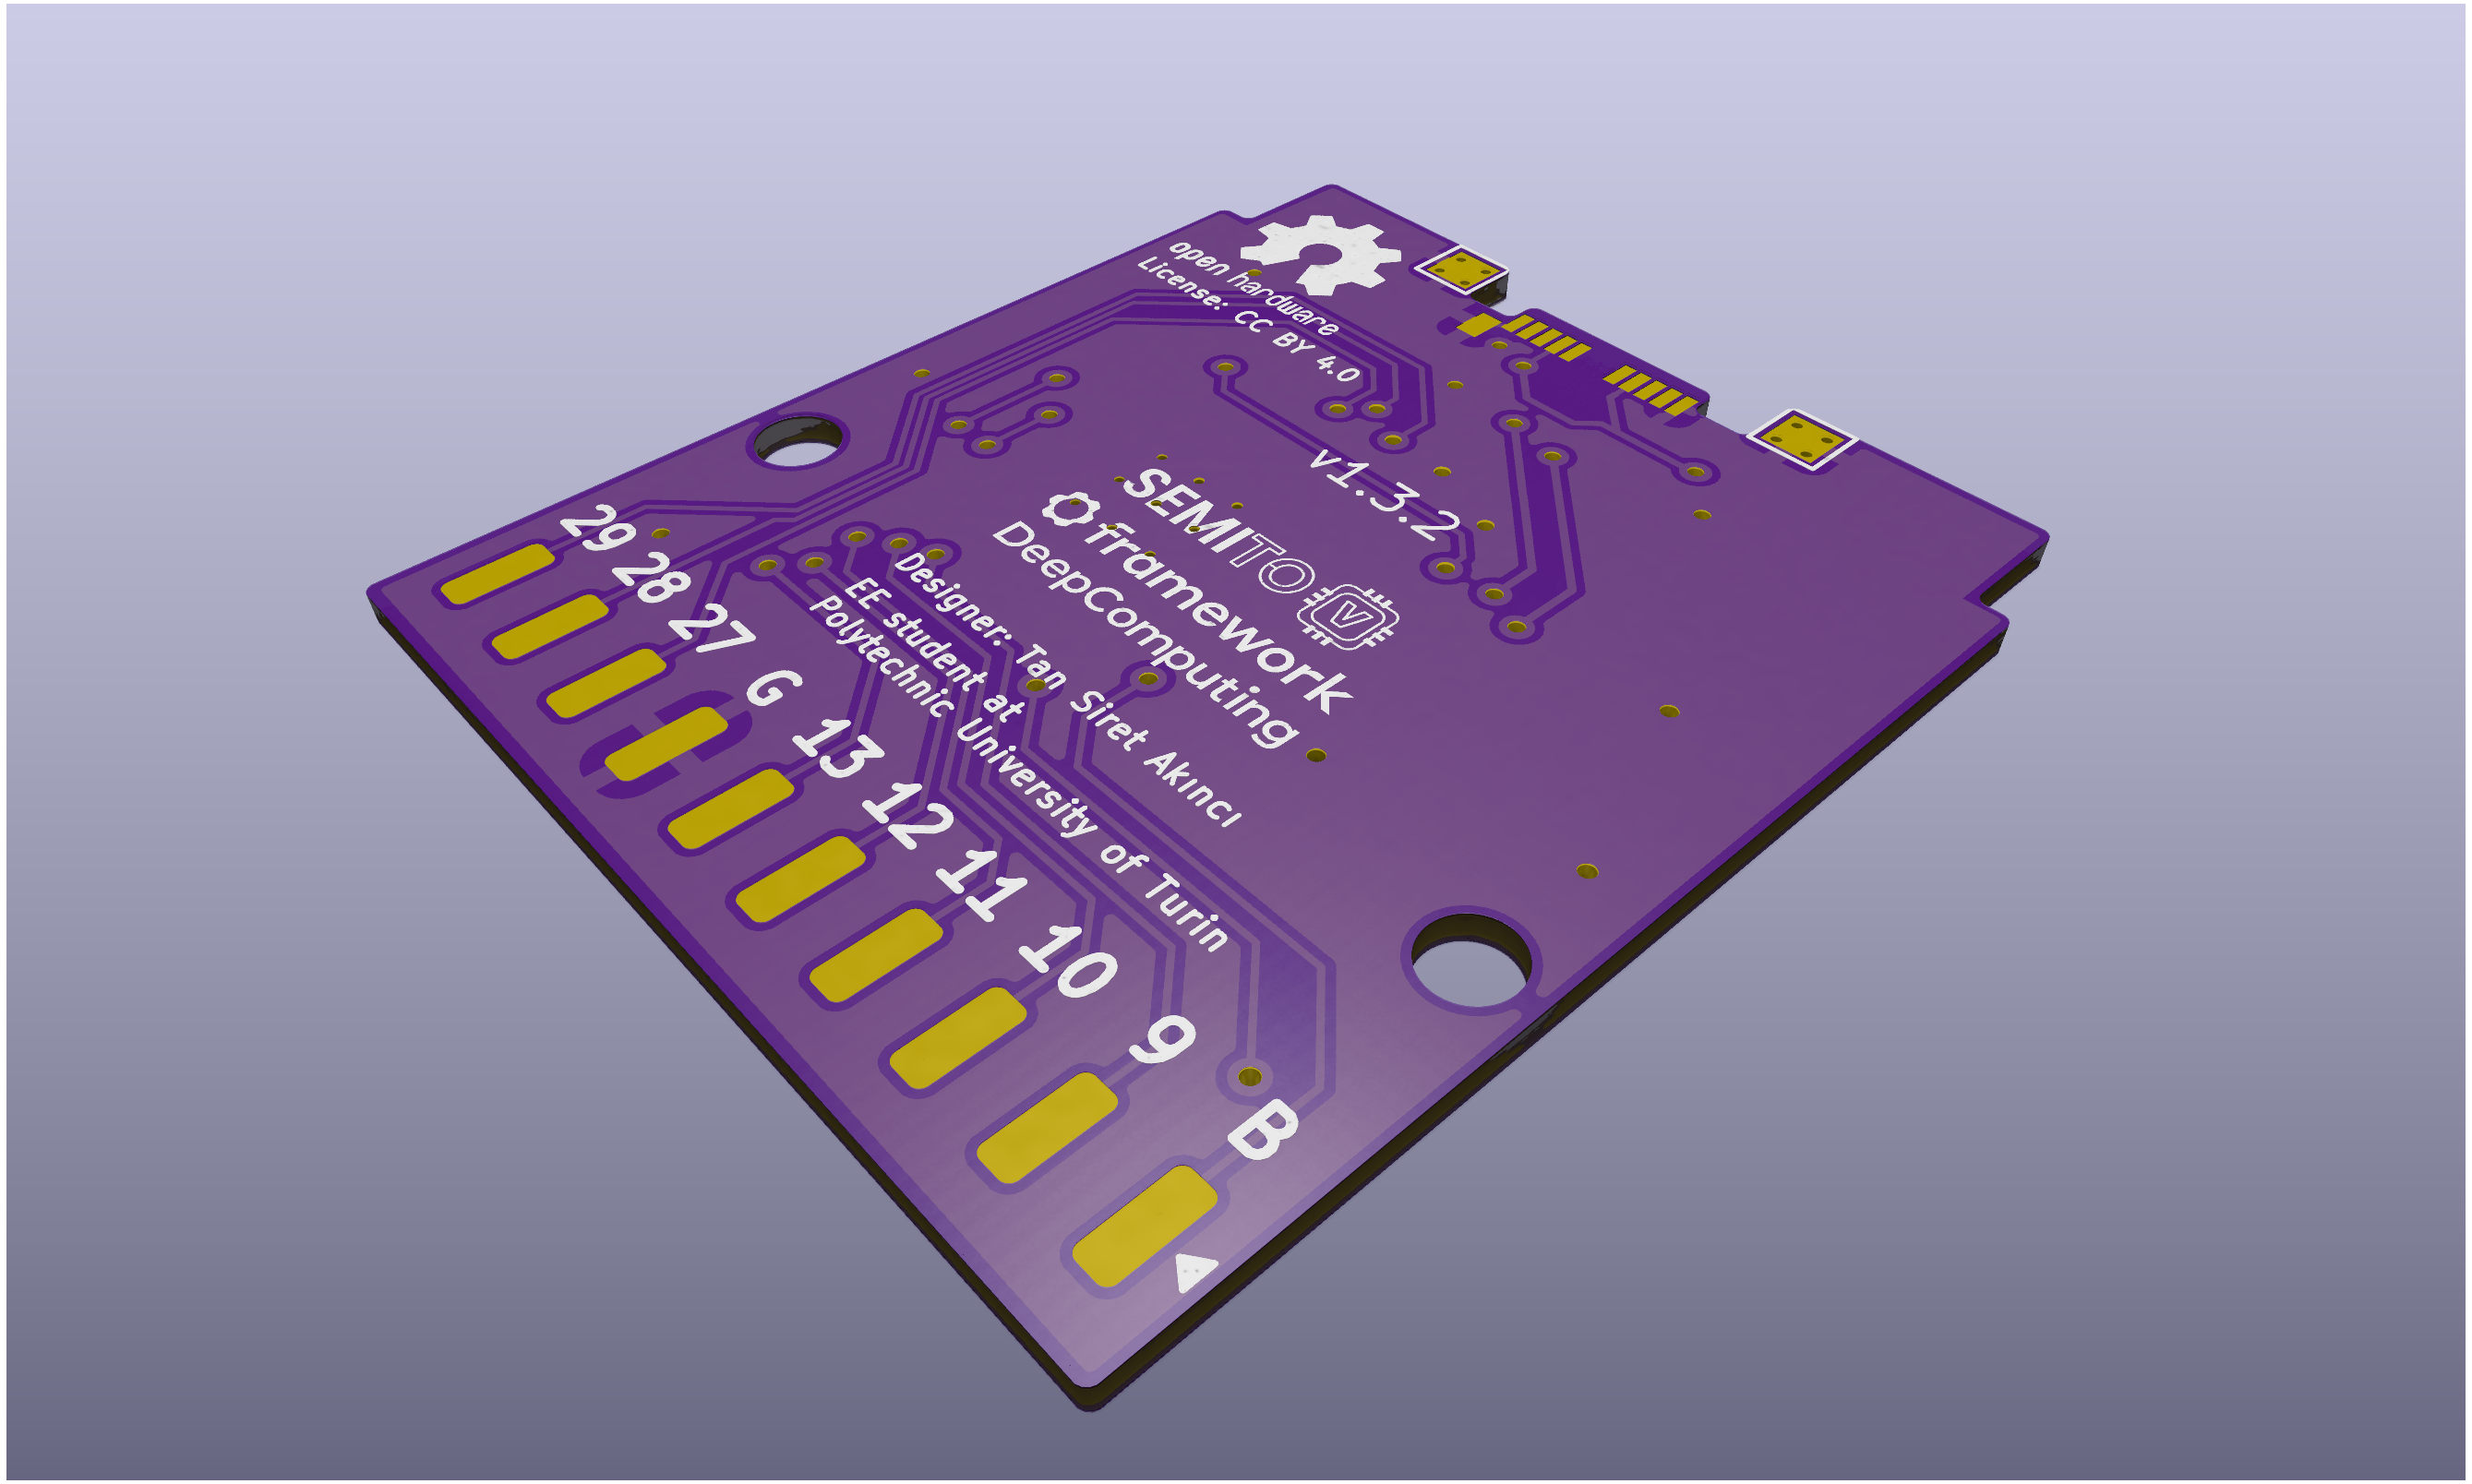 open hardware
License: CC BY 4.0
v1.3.2
SEMITO V
framework
DeepComputing
Designer: Tan Siret Akıncı
EE student at
Polytechnic University of Turin
29
28
27
G
13
12
11
10
9
B